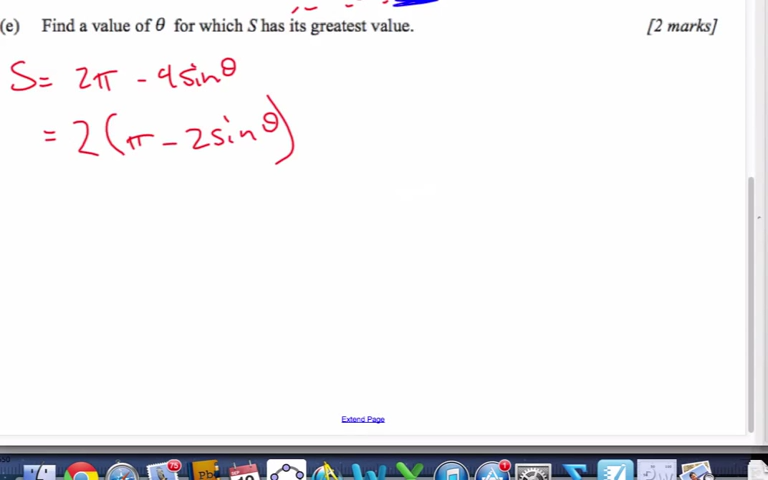 (e) Find a value of θ for which S has its greatest value. [2 marks]
S = 2π - 4sinθ
= 2(π - 2sinθ)
Extend Page